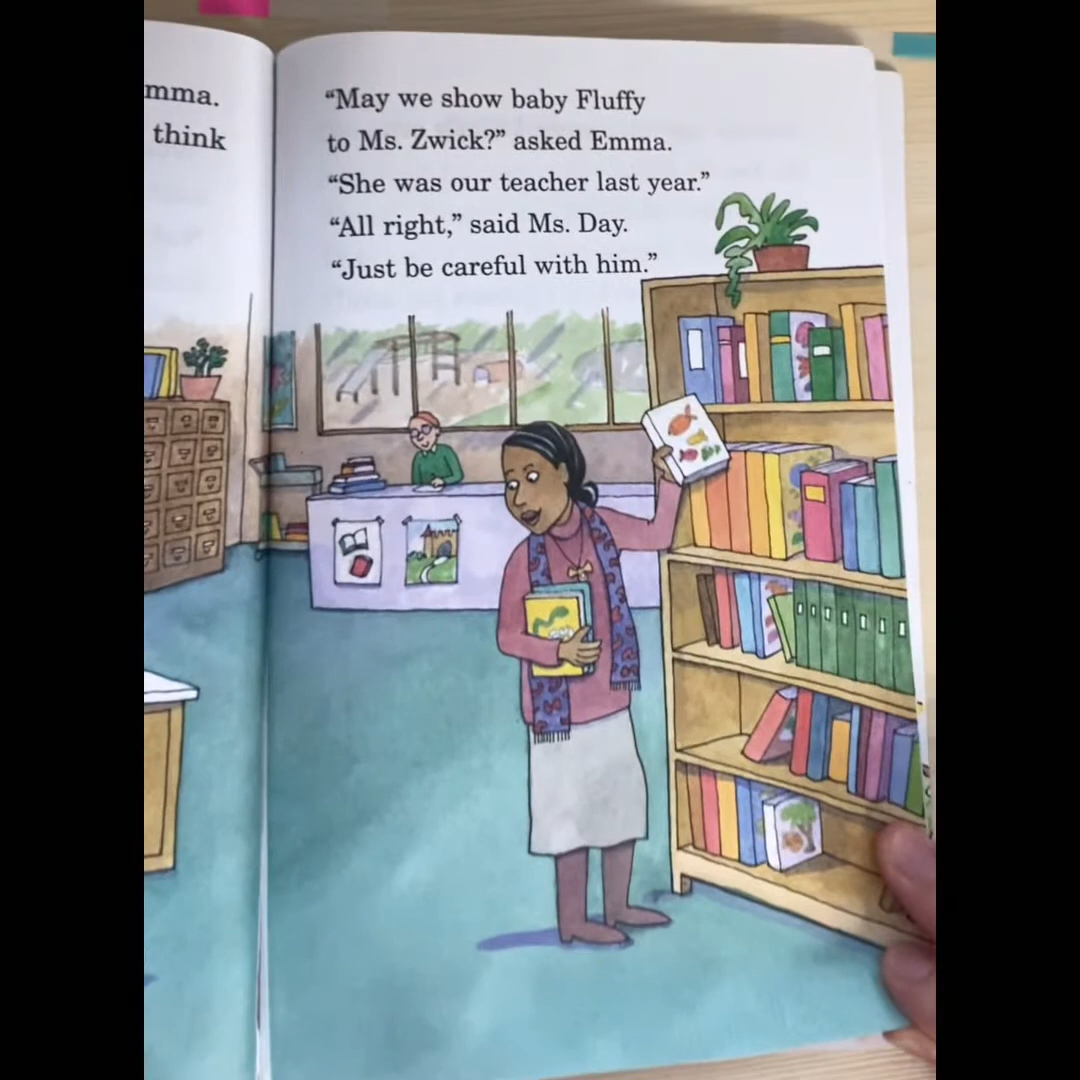 mma.
think
“May we show baby Fluffy
to Ms. Zwick?” asked Emma.
“She was our teacher last year.”
“All right,” said Ms. Day.
“Just be careful with him.”